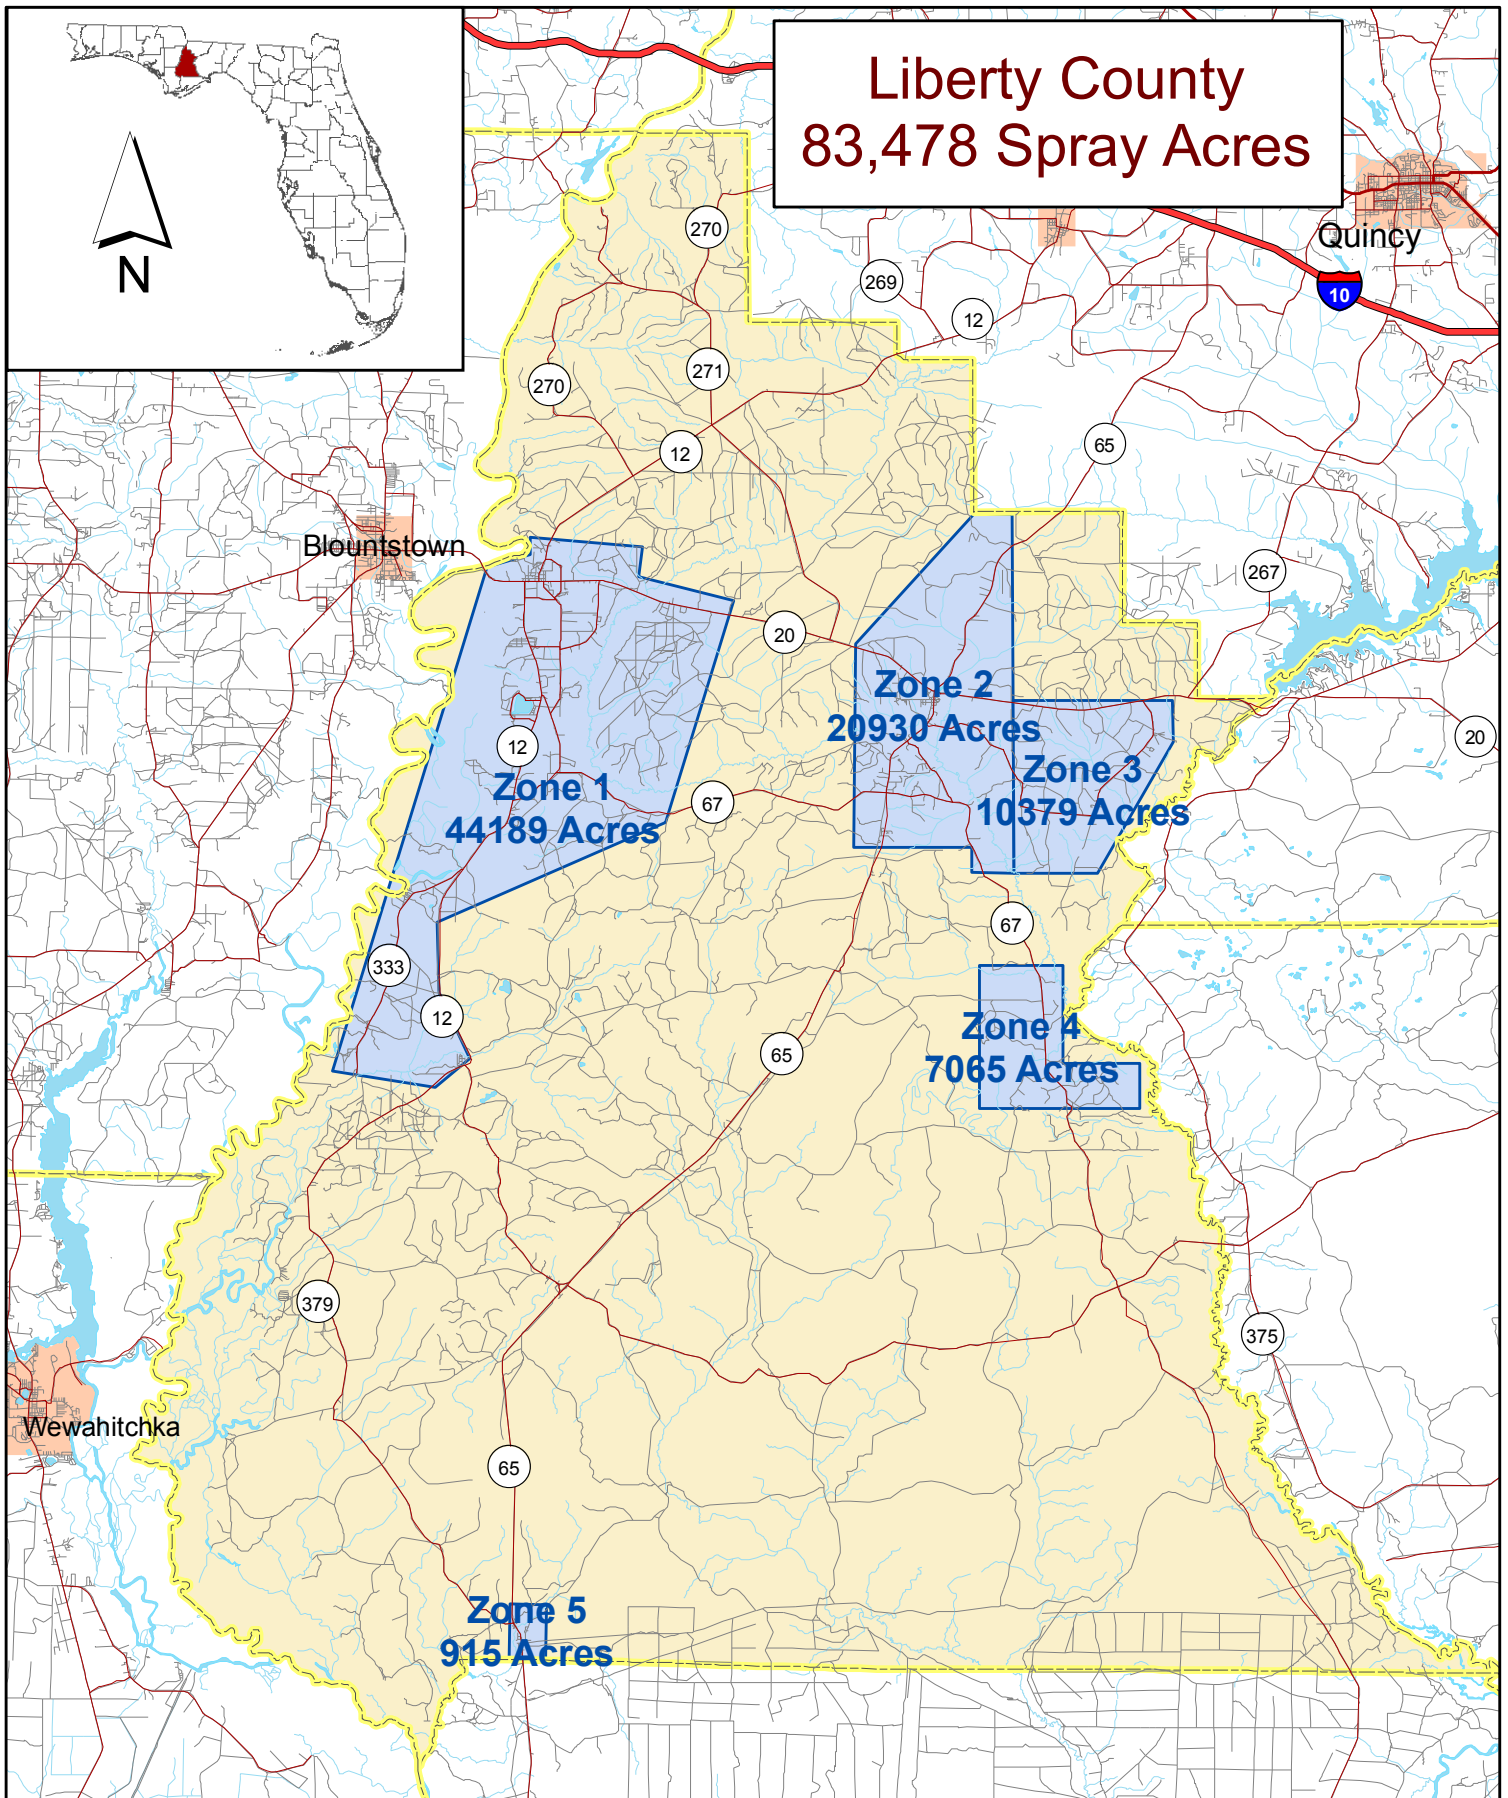 Liberty County
83,478 Spray Acres
N
Quincy
10
270
269
12
270
271
12
65
Blountstown
267
20
Zone 2
20930 Acres
20
12
Zone 1
44189 Acres
67
Zone 3
10379 Acres
67
333
12
65
Zone 4
7065 Acres
379
375
Wewahitchka
65
Zone 5
915 Acres